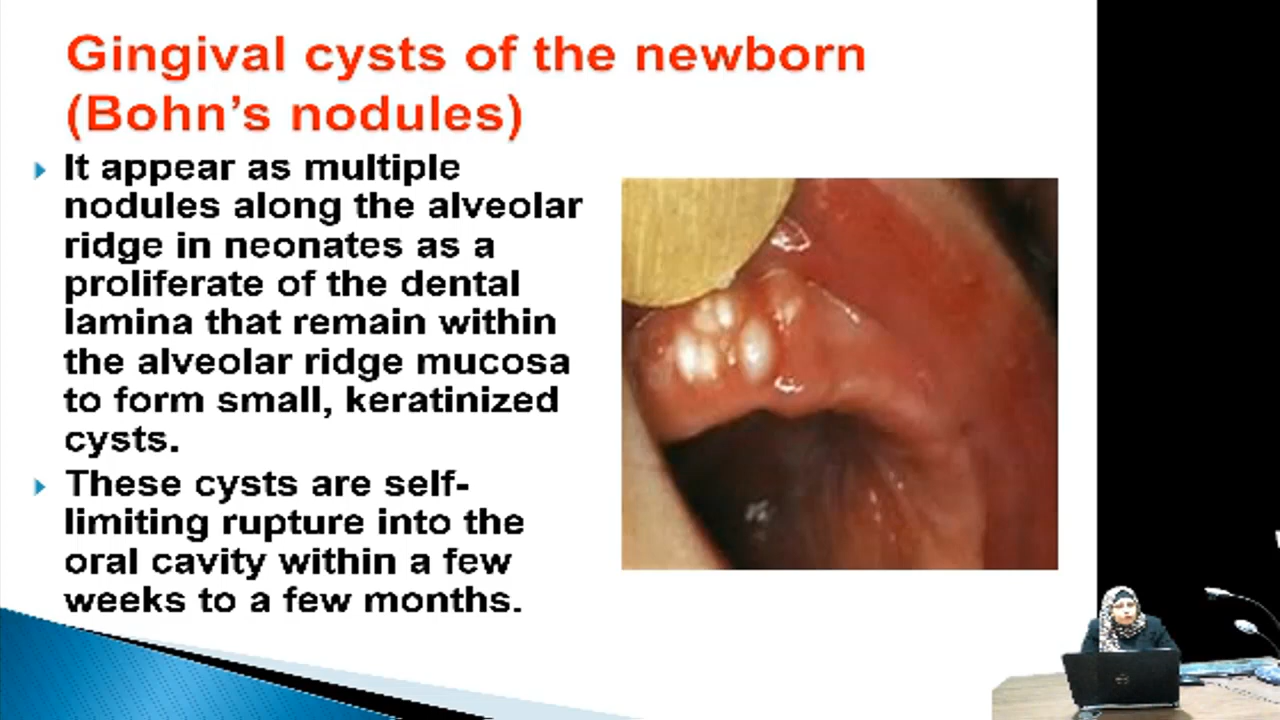 Gingival cysts of the newborn
(Bohn's nodules)
It appear as multiple
nodules along the alveolar
ridge in neonates as a
proliferate of the dental
lamina that remain within
the alveolar ridge mucosa
to form small, keratinized
cysts.
These cysts are self-
limiting rupture into the
oral cavity within a few
weeks to a few months.